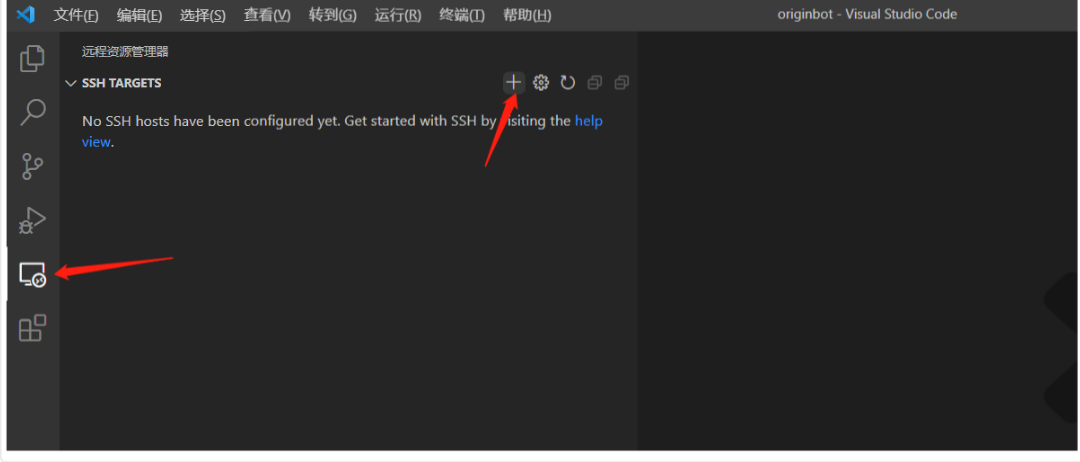 文件(F) 编辑(E) 选择(S) 查看(V) 转到(G) 运行(R) 终端(T) 帮助(H) originbot - Visual Studio Code
远程资源管理器
SSH TARGETS
No SSH hosts have been configured yet. Get started with SSH by visiting the help
view.